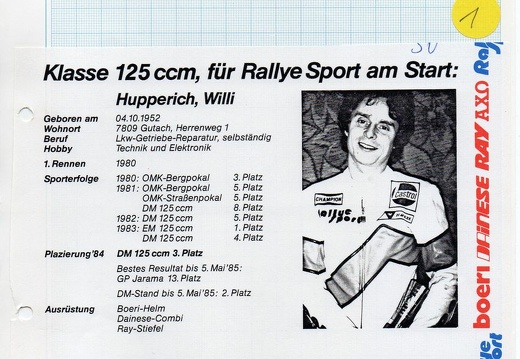 1
SU
Klasse 125 ccm, für Rallye Sport am Start:
Hupperich, Willi
Geboren am 04.10.1952
Wohnort 7809 Gutach, Herrenweg 1
Beruf Lkw-Getriebe-Reparatur, selbständig
Hobby Technik und Elektronik
1. Rennen 1980
Sporterfolge 1980: OMK-Bergpokal 3. Platz
1981: OMK-Bergpokal 5. Platz
OMK-Straßenpokal 5. Platz
DM 125 ccm 8. Platz
1982: DM 125 ccm 5. Platz
1983: EM 125 ccm 1. Platz
DM 125 ccm 4. Platz
Plazierung'84 DM 125 ccm 3. Platz
Bestes Resultat bis 5. Mai'85:
GP Jarama 13. Platz
DM-Stand bis 5. Mai'85: 2. Platz
Ausrüstung Boeri-Helm
Dainese-Combi
Ray-Stiefel
CHAMPION
Castrol
rallye sport
boeri DAINESE RAY AXO Ray